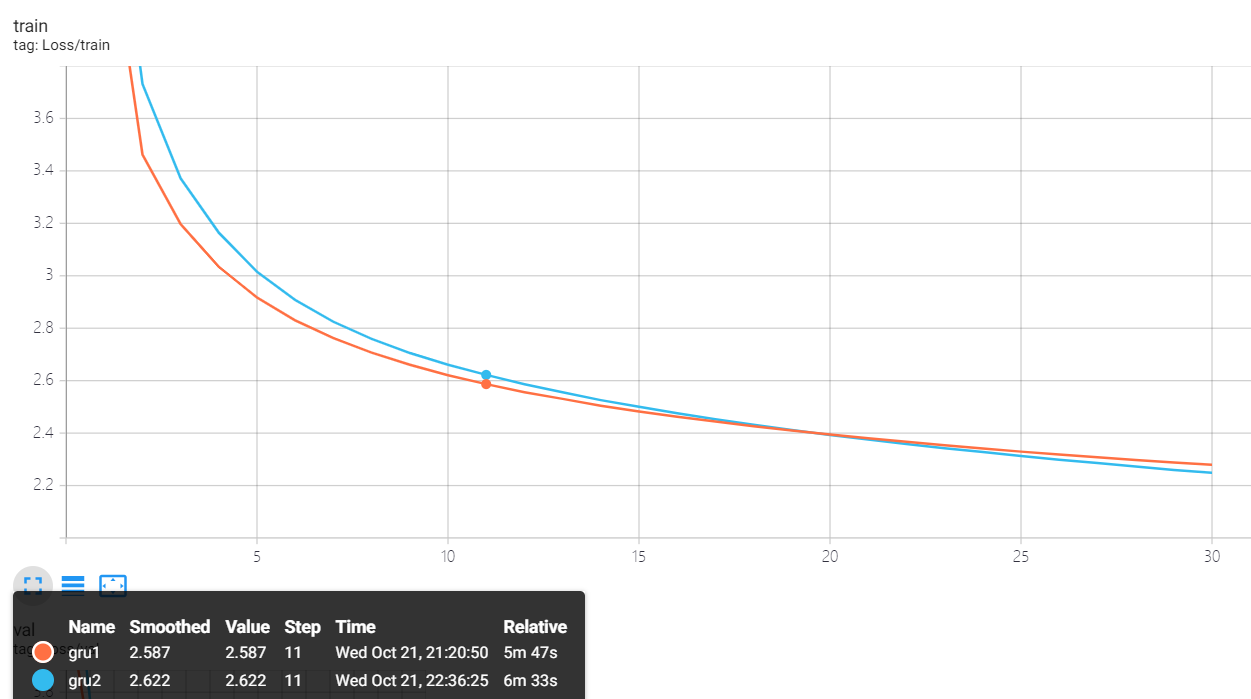 train
tag: Loss/train
3.6
3.4
3.2
3
2.8
2.6
2.4
2.2
5 10 15 20 25 30
val
Name Smoothed Value Step Time Relative
gru1 2.587 2.587 11 Wed Oct 21, 21:20:50 5m 47s
gru2 2.622 2.622 11 Wed Oct 21, 22:36:25 6m 33s